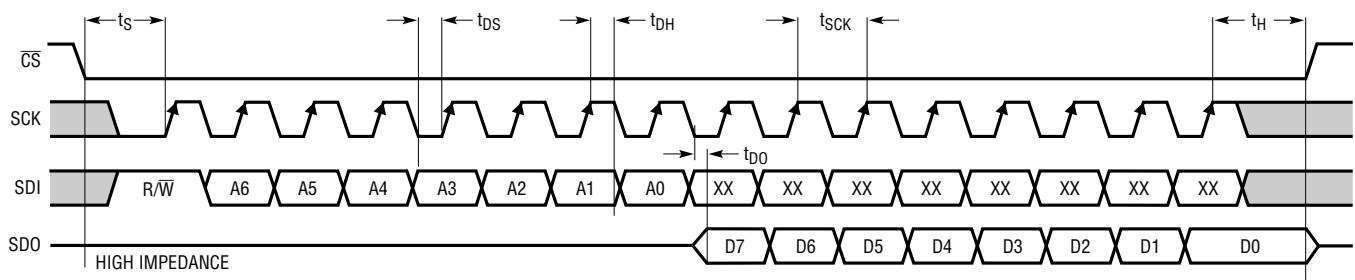 tS tDS tDH tSCK tH
CS
SCK
tDO
SDI R/W A6 A5 A4 A3 A2 A1 A0 XX XX XX XX XX XX XX XX
SDO D7 D6 D5 D4 D3 D2 D1 D0
HIGH IMPEDANCE